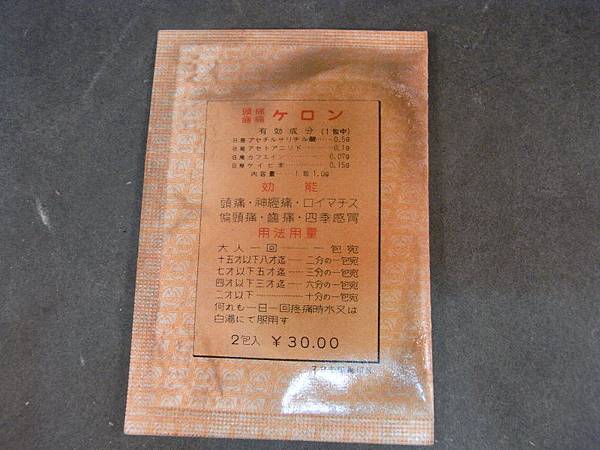 頭痛 歯痛 ケロン
有効成分(1包中)
日局アセチルサリチル酸 0.5g
日局アセトアニリド 0.1g
日局カフエイン 0.07g
日局ケイヒ末 0.15g
内容量 1包1.0g
効能
頭痛・神經痛・ロイマチス
偏頭痛・歯痛・四季感冒
用法用量
大人一回 一包宛
十五才以下八才迄 二分の一包宛
七才以下五才迄 三分の一包宛
四才以下三才迄 六分の一包宛
二才以下 十分の一包宛
何れも一日一回疼痛時水又は
白湯にて服用す
2包入 ¥30.00